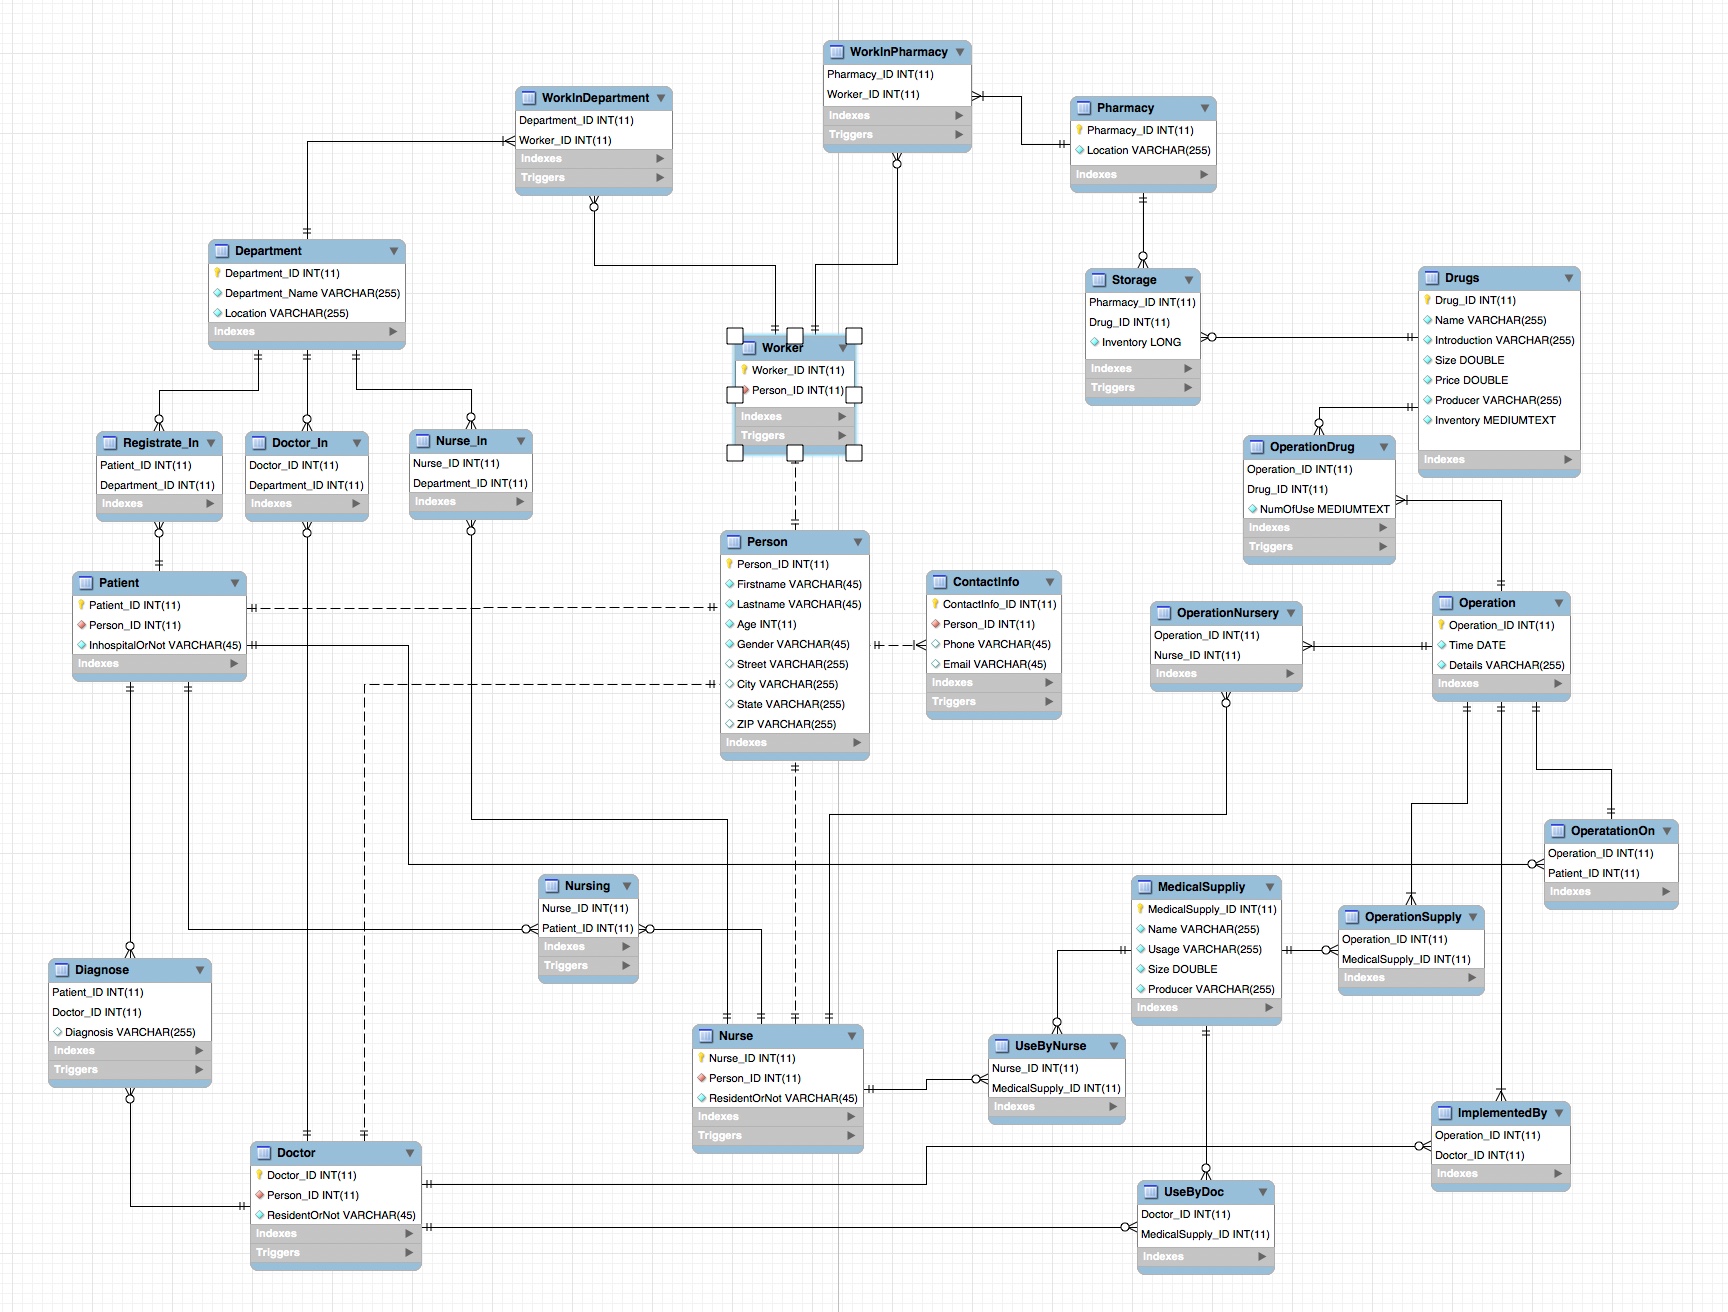 WorkInPharmacy
Pharmacy_ID INT(11)
Worker_ID INT(11)
Indexes
Triggers
WorkInDepartment
Department_ID INT(11)
Worker_ID INT(11)
Indexes
Triggers
Pharmacy
Pharmacy_ID INT(11)
Location VARCHAR(255)
Indexes
Department
Department_ID INT(11)
Department_Name VARCHAR(255)
Location VARCHAR(255)
Indexes
Storage
Pharmacy_ID INT(11)
Drug_ID INT(11)
Inventory LONG
Indexes
Triggers
Drugs
Drug_ID INT(11)
Name VARCHAR(255)
Introduction VARCHAR(255)
Size DOUBLE
Price DOUBLE
Producer VARCHAR(255)
Inventory MEDIUMTEXT
Indexes
Worker
Worker_ID INT(11)
Person_ID INT(11)
Indexes
Triggers
Registrate_In
Patient_ID INT(11)
Department_ID INT(11)
Indexes
Doctor_In
Doctor_ID INT(11)
Department_ID INT(11)
Indexes
Nurse_In
Nurse_ID INT(11)
Department_ID INT(11)
Indexes
OperationDrug
Operation_ID INT(11)
Drug_ID INT(11)
NumOfUse MEDIUMTEXT
Indexes
Triggers
Person
Person_ID INT(11)
Firstname VARCHAR(45)
Lastname VARCHAR(45)
Age INT(11)
Gender VARCHAR(45)
Street VARCHAR(255)
City VARCHAR(255)
State VARCHAR(255)
ZIP VARCHAR(255)
Indexes
Patient
Patient_ID INT(11)
Person_ID INT(11)
InhospitalOrNot VARCHAR(45)
Indexes
ContactInfo
ContactInfo_ID INT(11)
Person_ID INT(11)
Phone VARCHAR(45)
Email VARCHAR(45)
Indexes
Triggers
OperationNursery
Operation_ID INT(11)
Nurse_ID INT(11)
Indexes
Operation
Operation_ID INT(11)
Time DATE
Details VARCHAR(255)
Indexes
OperatationOn
Operation_ID INT(11)
Patient_ID INT(11)
Indexes
Nursing
Nurse_ID INT(11)
Patient_ID INT(11)
Indexes
Triggers
MedicalSuppliy
MedicalSupply_ID INT(11)
Name VARCHAR(255)
Usage VARCHAR(255)
Size DOUBLE
Producer VARCHAR(255)
Indexes
OperationSupply
Operation_ID INT(11)
MedicalSupply_ID INT(11)
Indexes
Diagnose
Patient_ID INT(11)
Doctor_ID INT(11)
Diagnosis VARCHAR(255)
Indexes
Triggers
Nurse
Nurse_ID INT(11)
Person_ID INT(11)
ResidentOrNot VARCHAR(45)
Indexes
Triggers
UseByNurse
Nurse_ID INT(11)
MedicalSupply_ID INT(11)
Indexes
ImplementedBy
Operation_ID INT(11)
Doctor_ID INT(11)
Indexes
Doctor
Doctor_ID INT(11)
Person_ID INT(11)
ResidentOrNot VARCHAR(45)
Indexes
Triggers
UseByDoc
Doctor_ID INT(11)
MedicalSupply_ID INT(11)
Indexes